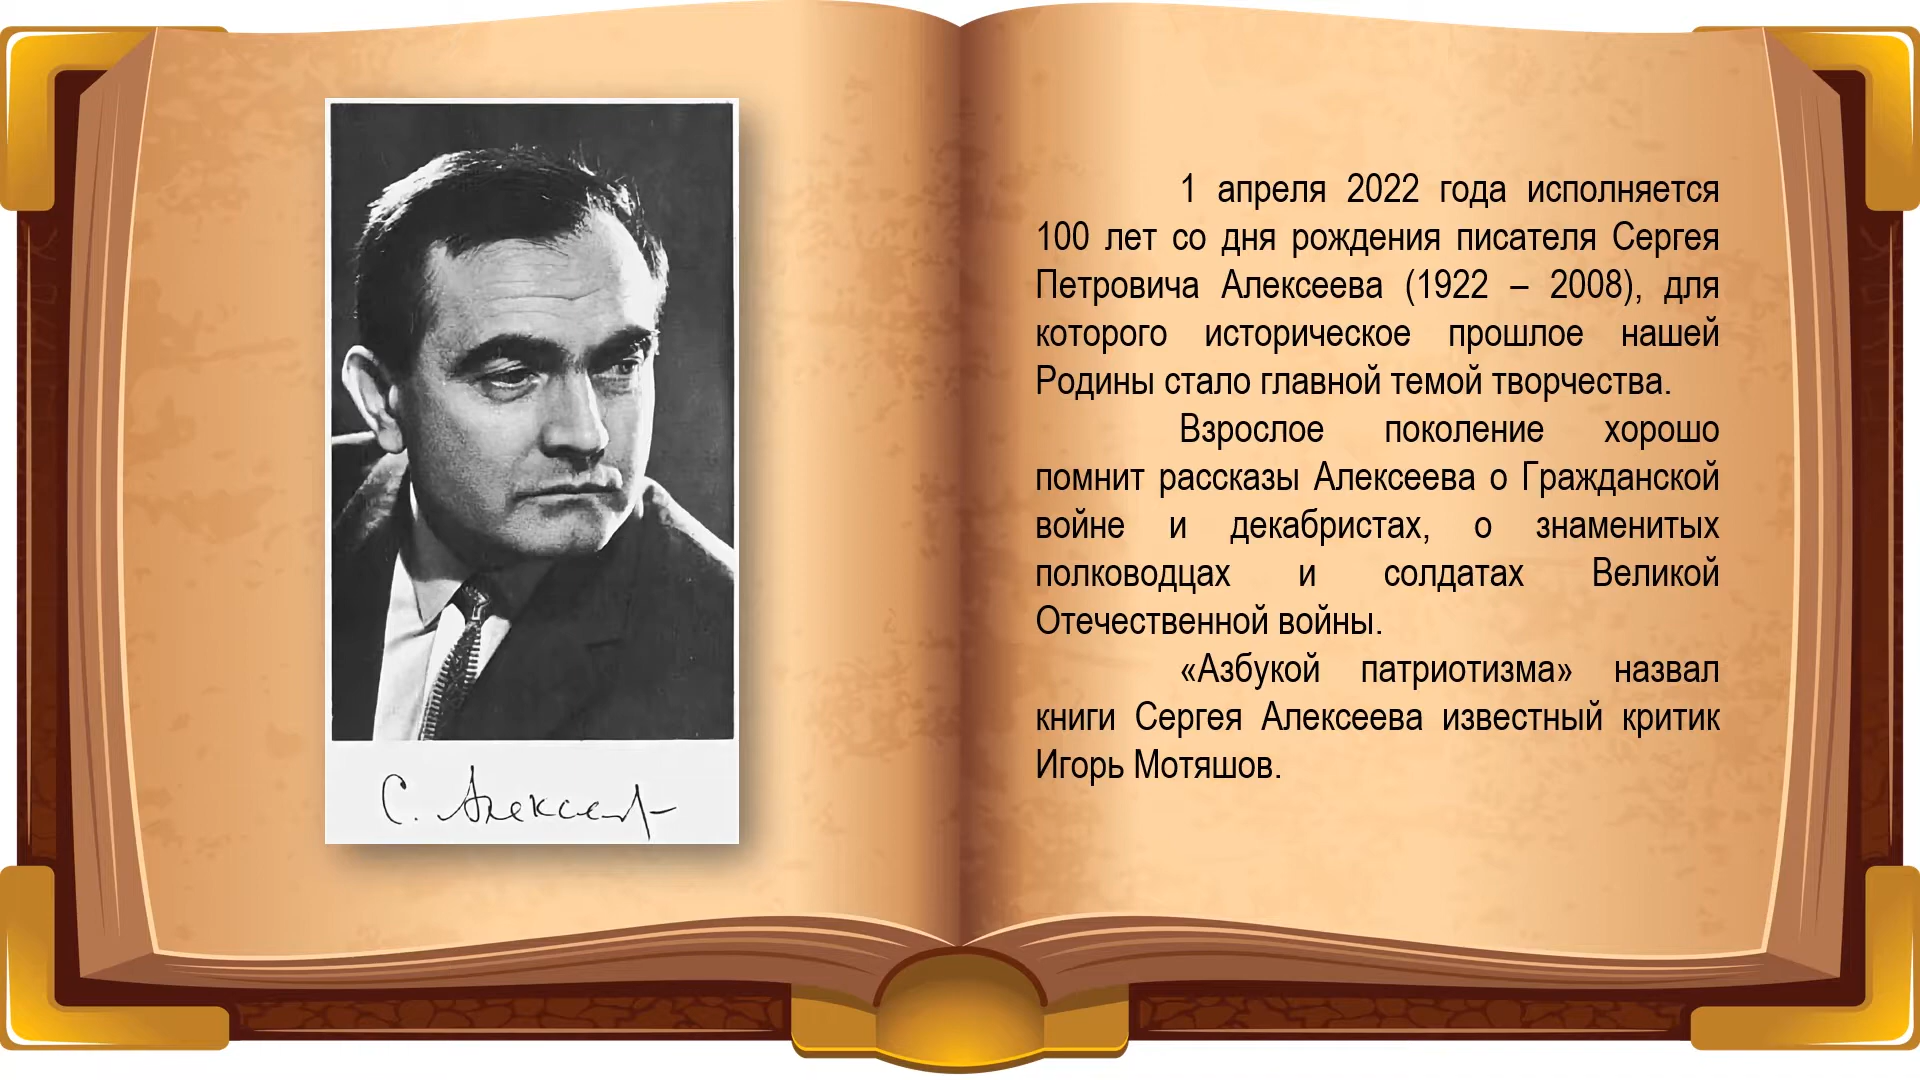 С. Алексеев
1 апреля 2022 года исполняется
100 лет со дня рождения писателя Сергея
Петровича Алексеева (1922 – 2008), для
которого историческое прошлое нашей
Родины стало главной темой творчества.
Взрослое поколение хорошо
помнит рассказы Алексеева о Гражданской
войне и декабристах, о знаменитых
полководцах и солдатах Великой
Отечественной войны.
«Азбукой патриотизма» назвал
книги Сергея Алексеева известный критик
Игорь Мотяшов.